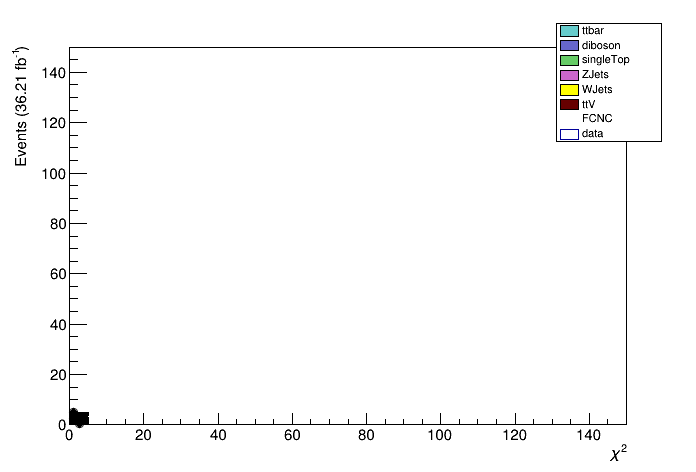 ttbar
diboson
singleTop
ZJets
WJets
ttV
FCNC
data
Events (36.21 fb⁻¹)
140
120
100
80
60
40
20
0
0 20 40 60 80 100 120 140
χ²